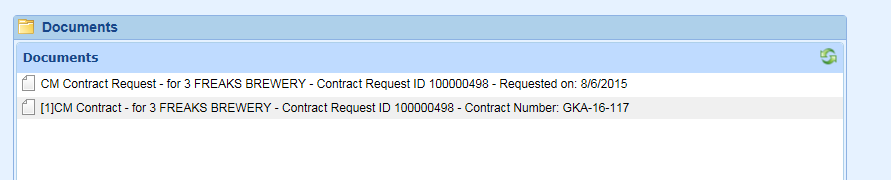 Documents
Documents
CM Contract Request - for 3 FREAKS BREWERY - Contract Request ID 100000498 - Requested on: 8/6/2015
[1]CM Contract - for 3 FREAKS BREWERY - Contract Request ID 100000498 - Contract Number: GKA-16-117